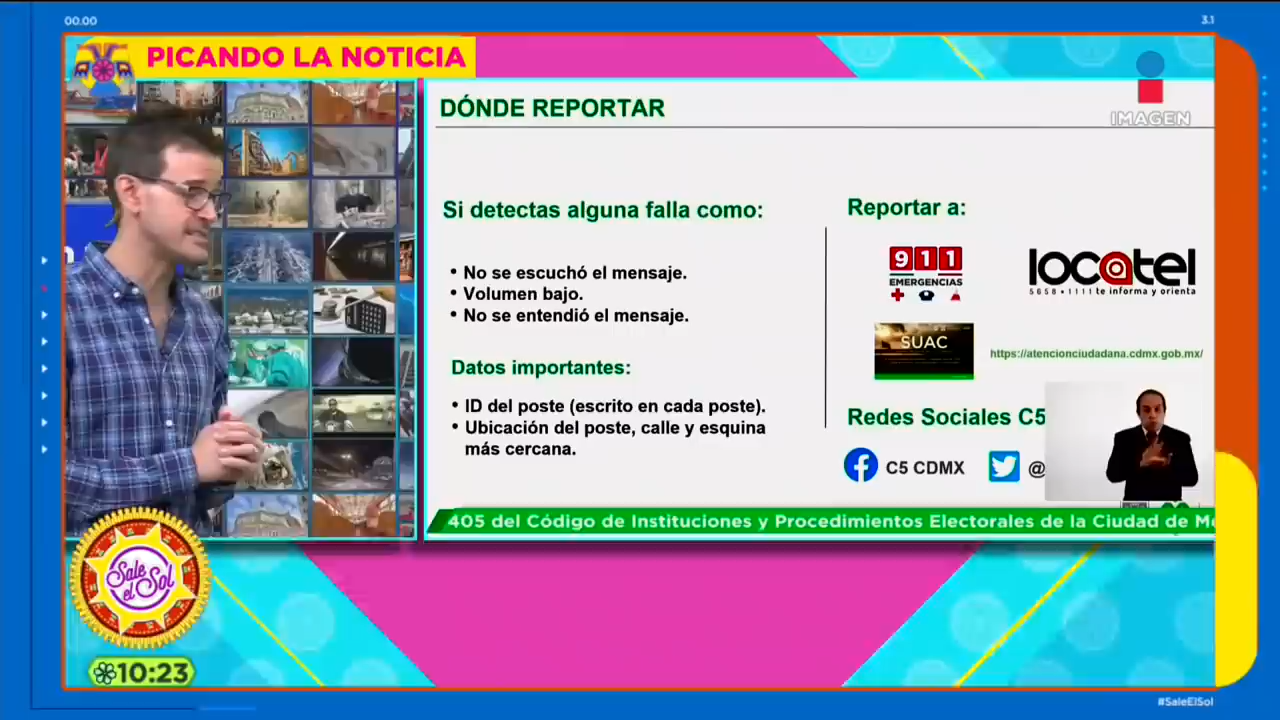 00.00
3.1
PICANDO LA NOTICIA
IMAGEN
DÓNDE REPORTAR
Si detectas alguna falla como:
• No se escuchó el mensaje.
• Volumen bajo.
• No se entendió el mensaje.
Datos importantes:
• ID del poste (escrito en cada poste).
• Ubicación del poste, calle y esquina
más cercana.
Reportar a:
911
EMERGENCIAS
locatel
5658•1111 te informa y orienta
SUAC
https://atencionciudadana.cdmx.gob.mx/
Redes Sociales C5
C5 CDMX
@
405 del Código de Instituciones y Procedimientos Electorales de la Ciudad de Mé
Sale el Sol
10:23
#SaleElSol